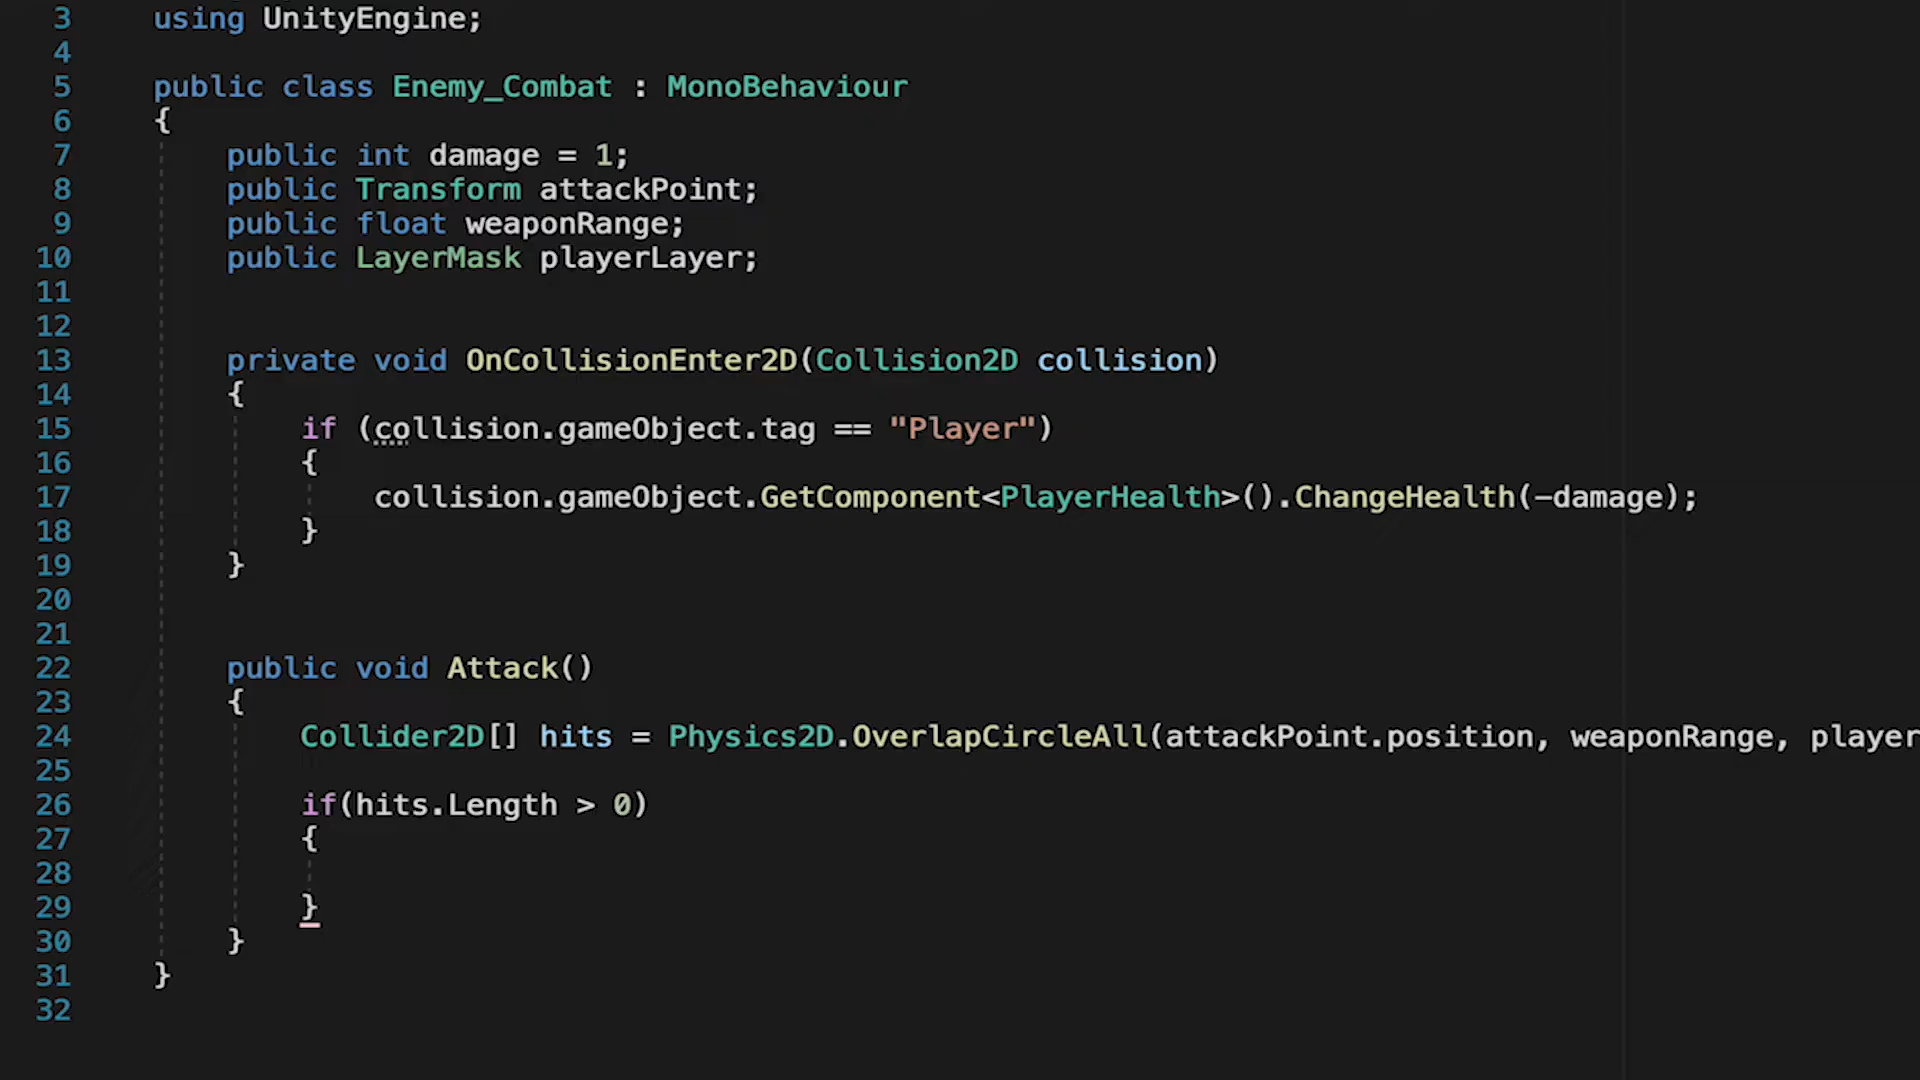 3 using UnityEngine;
4
5 public class Enemy_Combat : MonoBehaviour
6 {
7 public int damage = 1;
8 public Transform attackPoint;
9 public float weaponRange;
10 public LayerMask playerLayer;
11
12
13 private void OnCollisionEnter2D(Collision2D collision)
14 {
15 if (collision.gameObject.tag == "Player")
16 {
17 collision.gameObject.GetComponent<PlayerHealth>().ChangeHealth(-damage);
18 }
19 }
20
21
22 public void Attack()
23 {
24 Collider2D[] hits = Physics2D.OverlapCircleAll(attackPoint.position, weaponRange, player
25
26 if(hits.Length > 0)
27 {
28
29 }
30 }
31 }
32